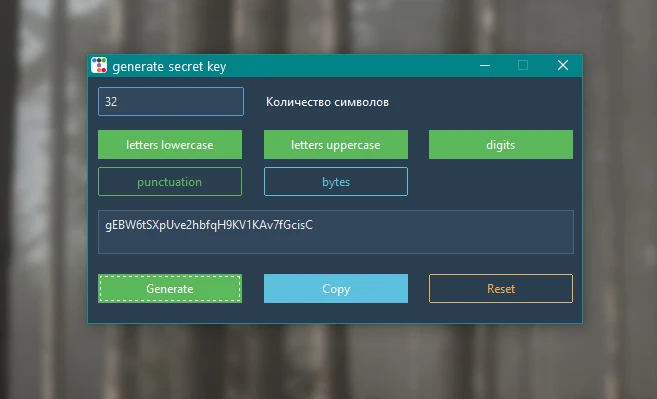 generate secret key
32
Количество символов
letters lowercase
letters uppercase
digits
punctuation
bytes
gEBW6tSXpUve2hbfqH9KV1KAv7fGcisC
Generate
Copy
Reset